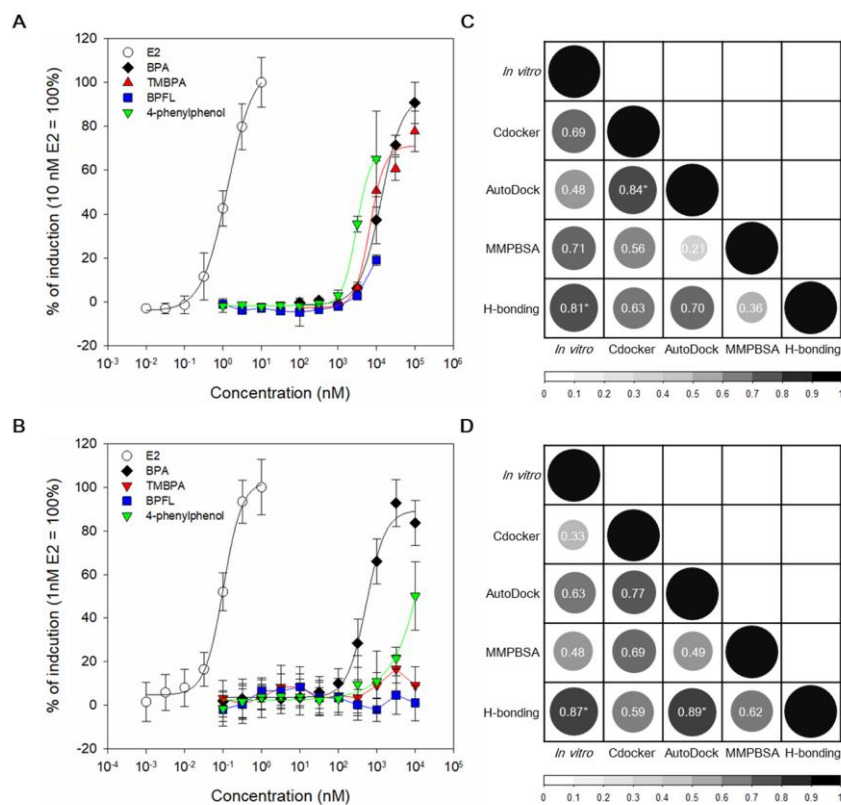 A
% of induction (10 nM E2 = 100%)
120
100
80
60
40
20
0
-20
E2
BPA
TMBPA
BPFL
4-phenylphenol
10-3 10-2 10-1 100 101 102 103 104 105 106
Concentration (nM)
C
In vitro
Cdocker 0.69
AutoDock 0.48 0.84*
MMPBSA 0.71 0.56 0.21
H-bonding 0.81* 0.63 0.70 0.36
In vitro Cdocker AutoDock MMPBSA H-bonding
0 0.1 0.2 0.3 0.4 0.5 0.6 0.7 0.8 0.9 1
B
% of indcution (1nM E2 = 100%)
120
100
80
60
40
20
0
-20
E2
BPA
TMBPA
BPFL
4-phenylphenol
10-4 10-3 10-2 10-1 100 101 102 103 104 105
Concentration (nM)
D
In vitro
Cdocker 0.33
AutoDock 0.63 0.77
MMPBSA 0.48 0.69 0.49
H-bonding 0.87* 0.59 0.89* 0.62
In vitro Cdocker AutoDock MMPBSA H-bonding
0 0.1 0.2 0.3 0.4 0.5 0.6 0.7 0.8 0.9 1